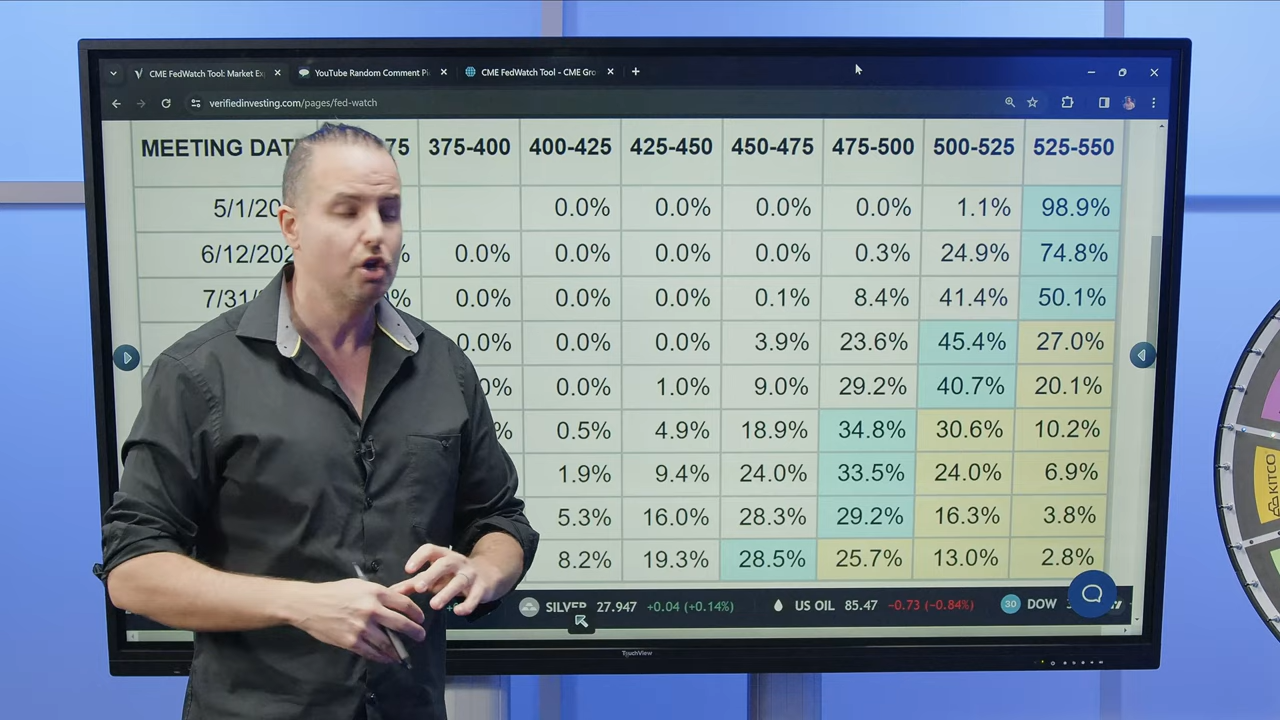 CME FedWatch Tool: Market Ex
YouTube Random Comment Pi
CME FedWatch Tool - CME Gro
verifiedinvesting.com/pages/fed-watch
MEETING DAT 75 375-400 400-425 425-450 450-475 475-500 500-525 525-550
5/1/20 0.0% 0.0% 0.0% 0.0% 1.1% 98.9%
6/12/202 0.0% 0.0% 0.0% 0.0% 0.3% 24.9% 74.8%
7/31/ % 0.0% 0.0% 0.0% 0.1% 8.4% 41.4% 50.1%
0.0% 0.0% 0.0% 3.9% 23.6% 45.4% 27.0%
0% 0.0% 1.0% 9.0% 29.2% 40.7% 20.1%
% 0.5% 4.9% 18.9% 34.8% 30.6% 10.2%
1.9% 9.4% 24.0% 33.5% 24.0% 6.9%
5.3% 16.0% 28.3% 29.2% 16.3% 3.8%
8.2% 19.3% 28.5% 25.7% 13.0% 2.8%
SILVER 27.947 +0.04 (+0.14%) US OIL 85.47 -0.73 (-0.84%) 30 DOW
TouchView
KITCO